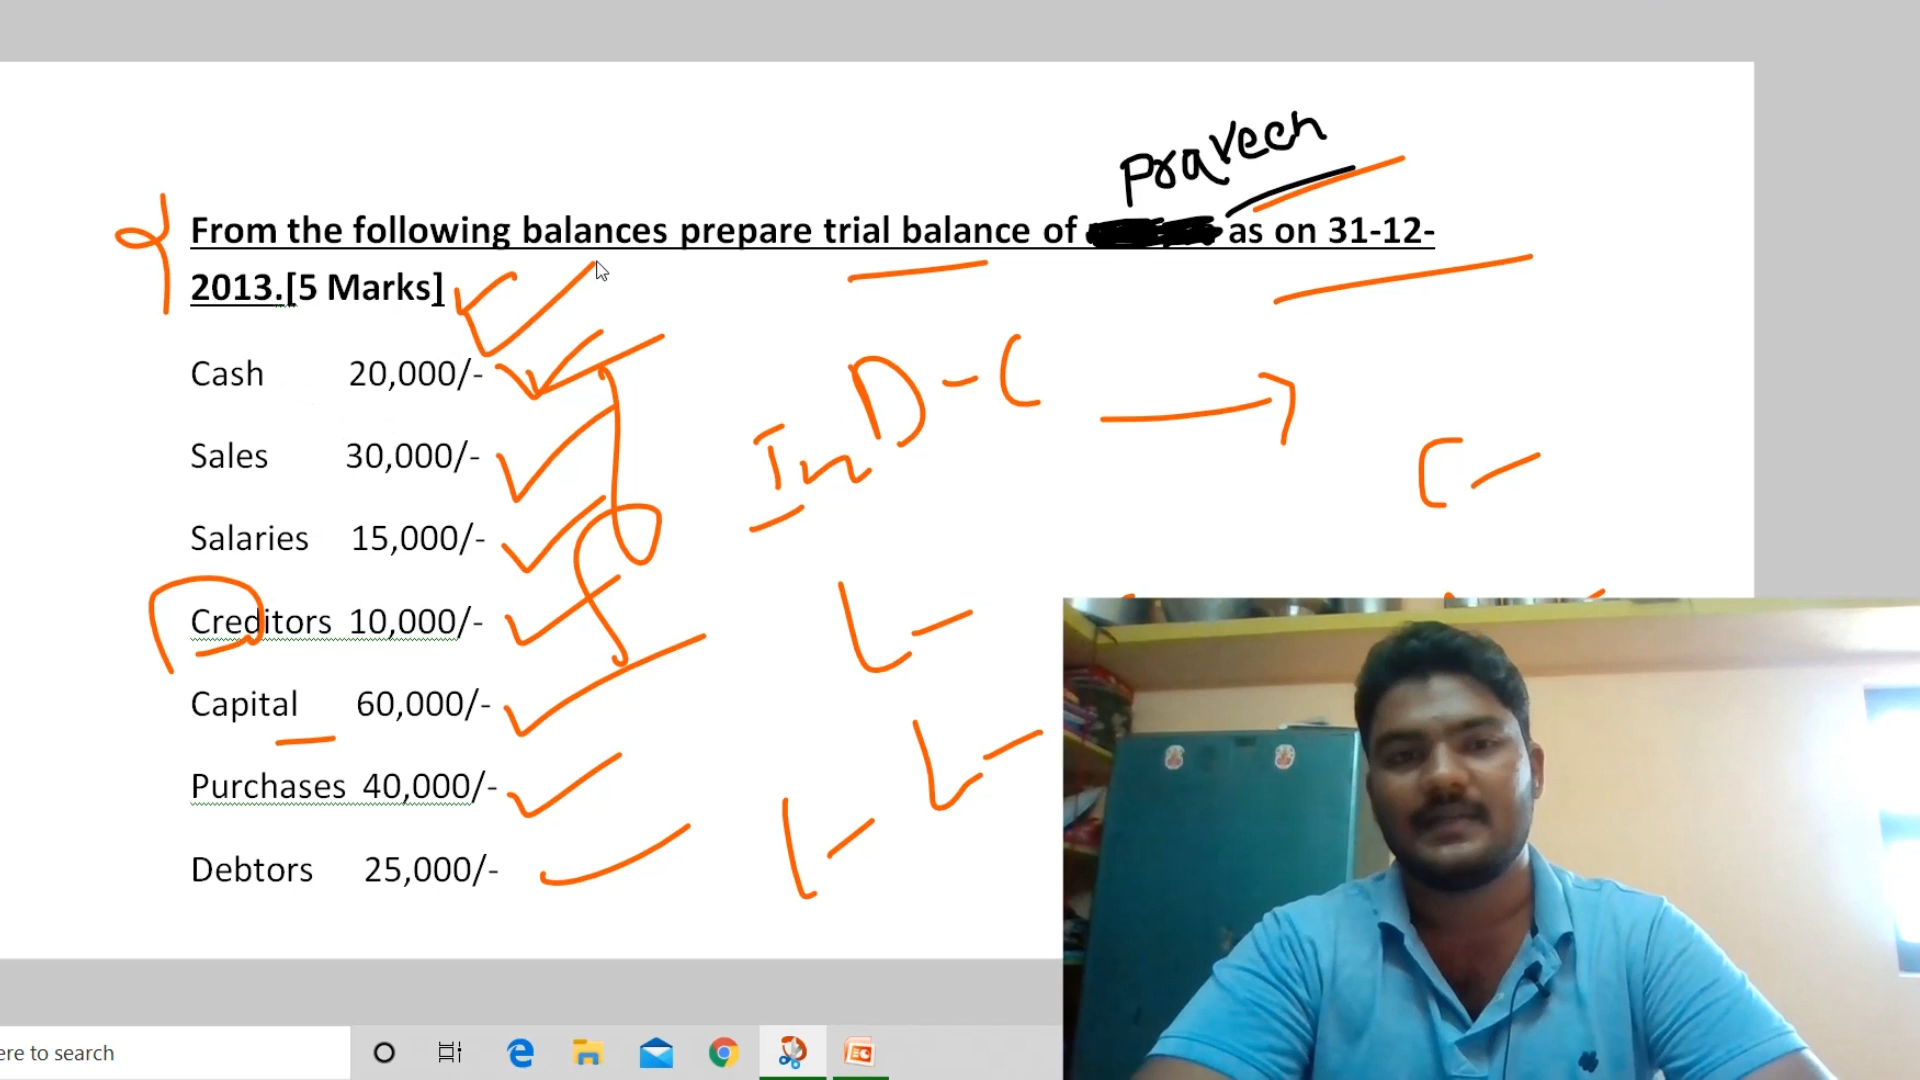 Praveen
From the following balances prepare trial balance of as on 31-12-
2013.[5 Marks]
Cash 20,000/-
D - C
In
Sales 30,000/-
Salaries 15,000/-
Creditors 10,000/-
Capital 60,000/-
Purchases 40,000/-
Debtors 25,000/-
ere to search